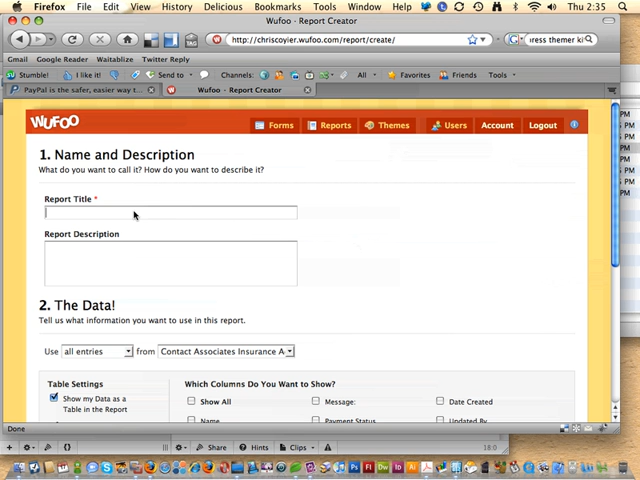 Firefox File Edit View History Delicious Bookmarks Tools Window Help Thu 2:35
Wufoo - Report Creator
http://chriscoyier.wufoo.com/report/create/
ress themer ki
Gmail Google Reader Waitablize Twitter Reply
Stumble! I like it! Send to Channels: All Favorites Friends Tools
PayPal is the safer, easier way t... Wufoo - Report Creator
WUFOO Forms Reports Themes Users Account Logout
1. Name and Description
What do you want to call it? How do you want to describe it?
Report Title *
Report Description
2. The Data!
Tell us what information you want to use in this report.
Use all entries from Contact Associates Insurance A
Table Settings Which Columns Do You Want to Show?
Show my Data as a Table in the Report
Show All Message: Date Created
Name Payment Status Updated By
Done
Share Hints Clips 18:0